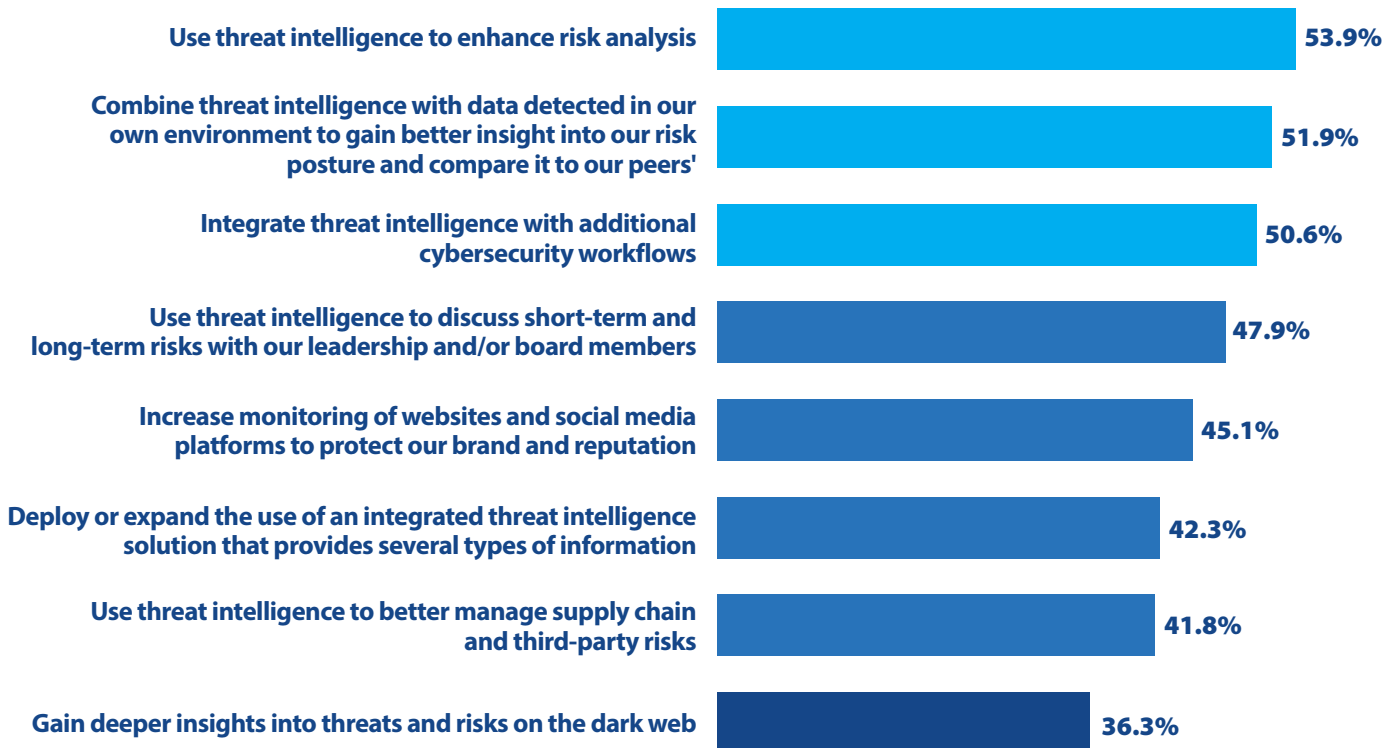 Use threat intelligence to enhance risk analysis
53.9%
Combine threat intelligence with data detected in our
own environment to gain better insight into our risk
posture and compare it to our peers'
51.9%
Integrate threat intelligence with additional
cybersecurity workflows
50.6%
Use threat intelligence to discuss short-term and
long-term risks with our leadership and/or board members
47.9%
Increase monitoring of websites and social media
platforms to protect our brand and reputation
45.1%
Deploy or expand the use of an integrated threat intelligence
solution that provides several types of information
42.3%
Use threat intelligence to better manage supply chain
and third-party risks
41.8%
Gain deeper insights into threats and risks on the dark web
36.3%